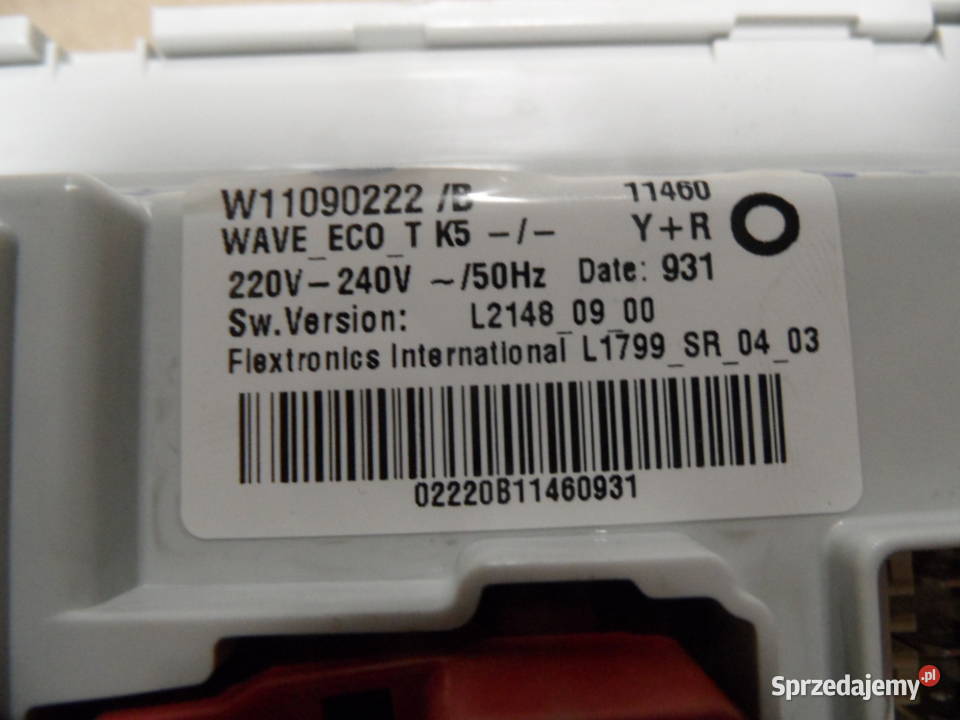 W11090222 /B 11460
WAVE_ECO_T K5 -/- Y+R
220V-240V ~/50Hz Date: 931
Sw.Version: L2148_09_00
Flextronics International L1799_SR_04_03
02220B11460931
Sprzedajemy.pl